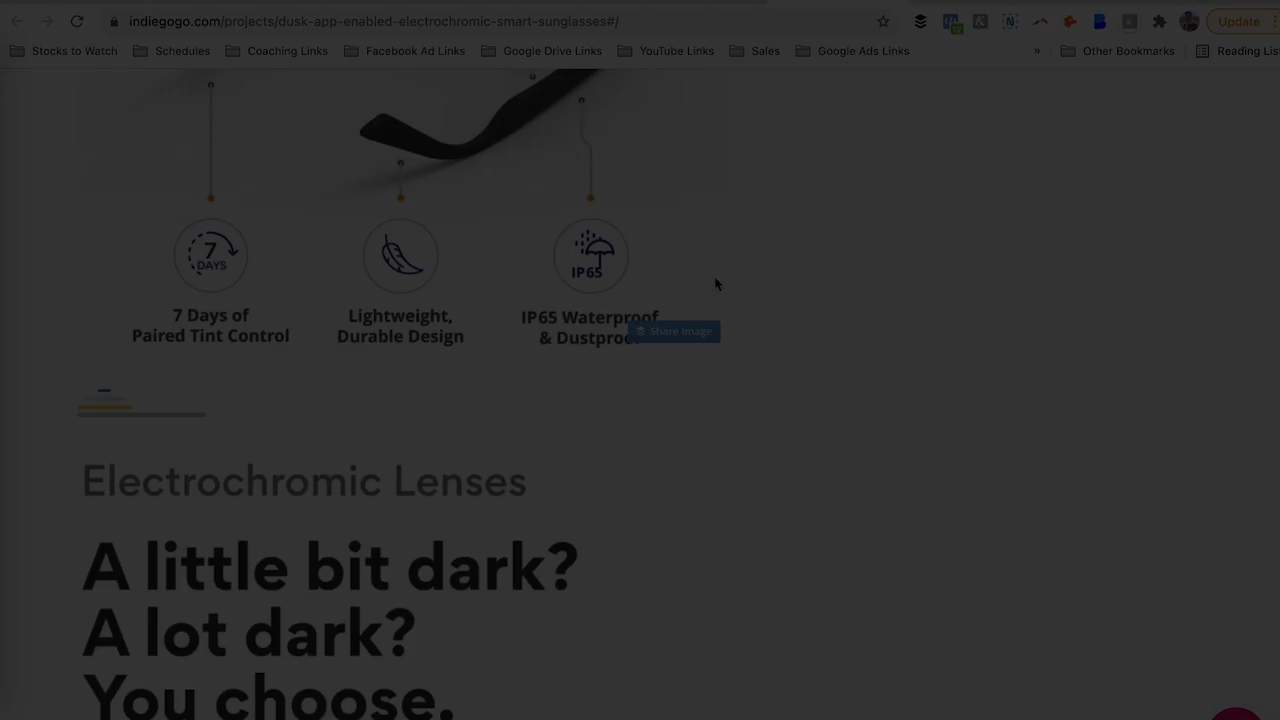 indiegogo.com/projects/dusk-app-enabled-electrochromic-smart-sunglasses#/
Update
Stocks to Watch
Schedules
Coaching Links
Facebook Ad Links
Google Drive Links
YouTube Links
Sales
Google Ads Links
»
Other Bookmarks
Reading Lis
7
DAYS
IP65
7 Days of
Paired Tint Control
Lightweight,
Durable Design
IP65 Waterproof
& Dustproof
Share Image
Electrochromic Lenses
A little bit dark?
A lot dark?
You choose.